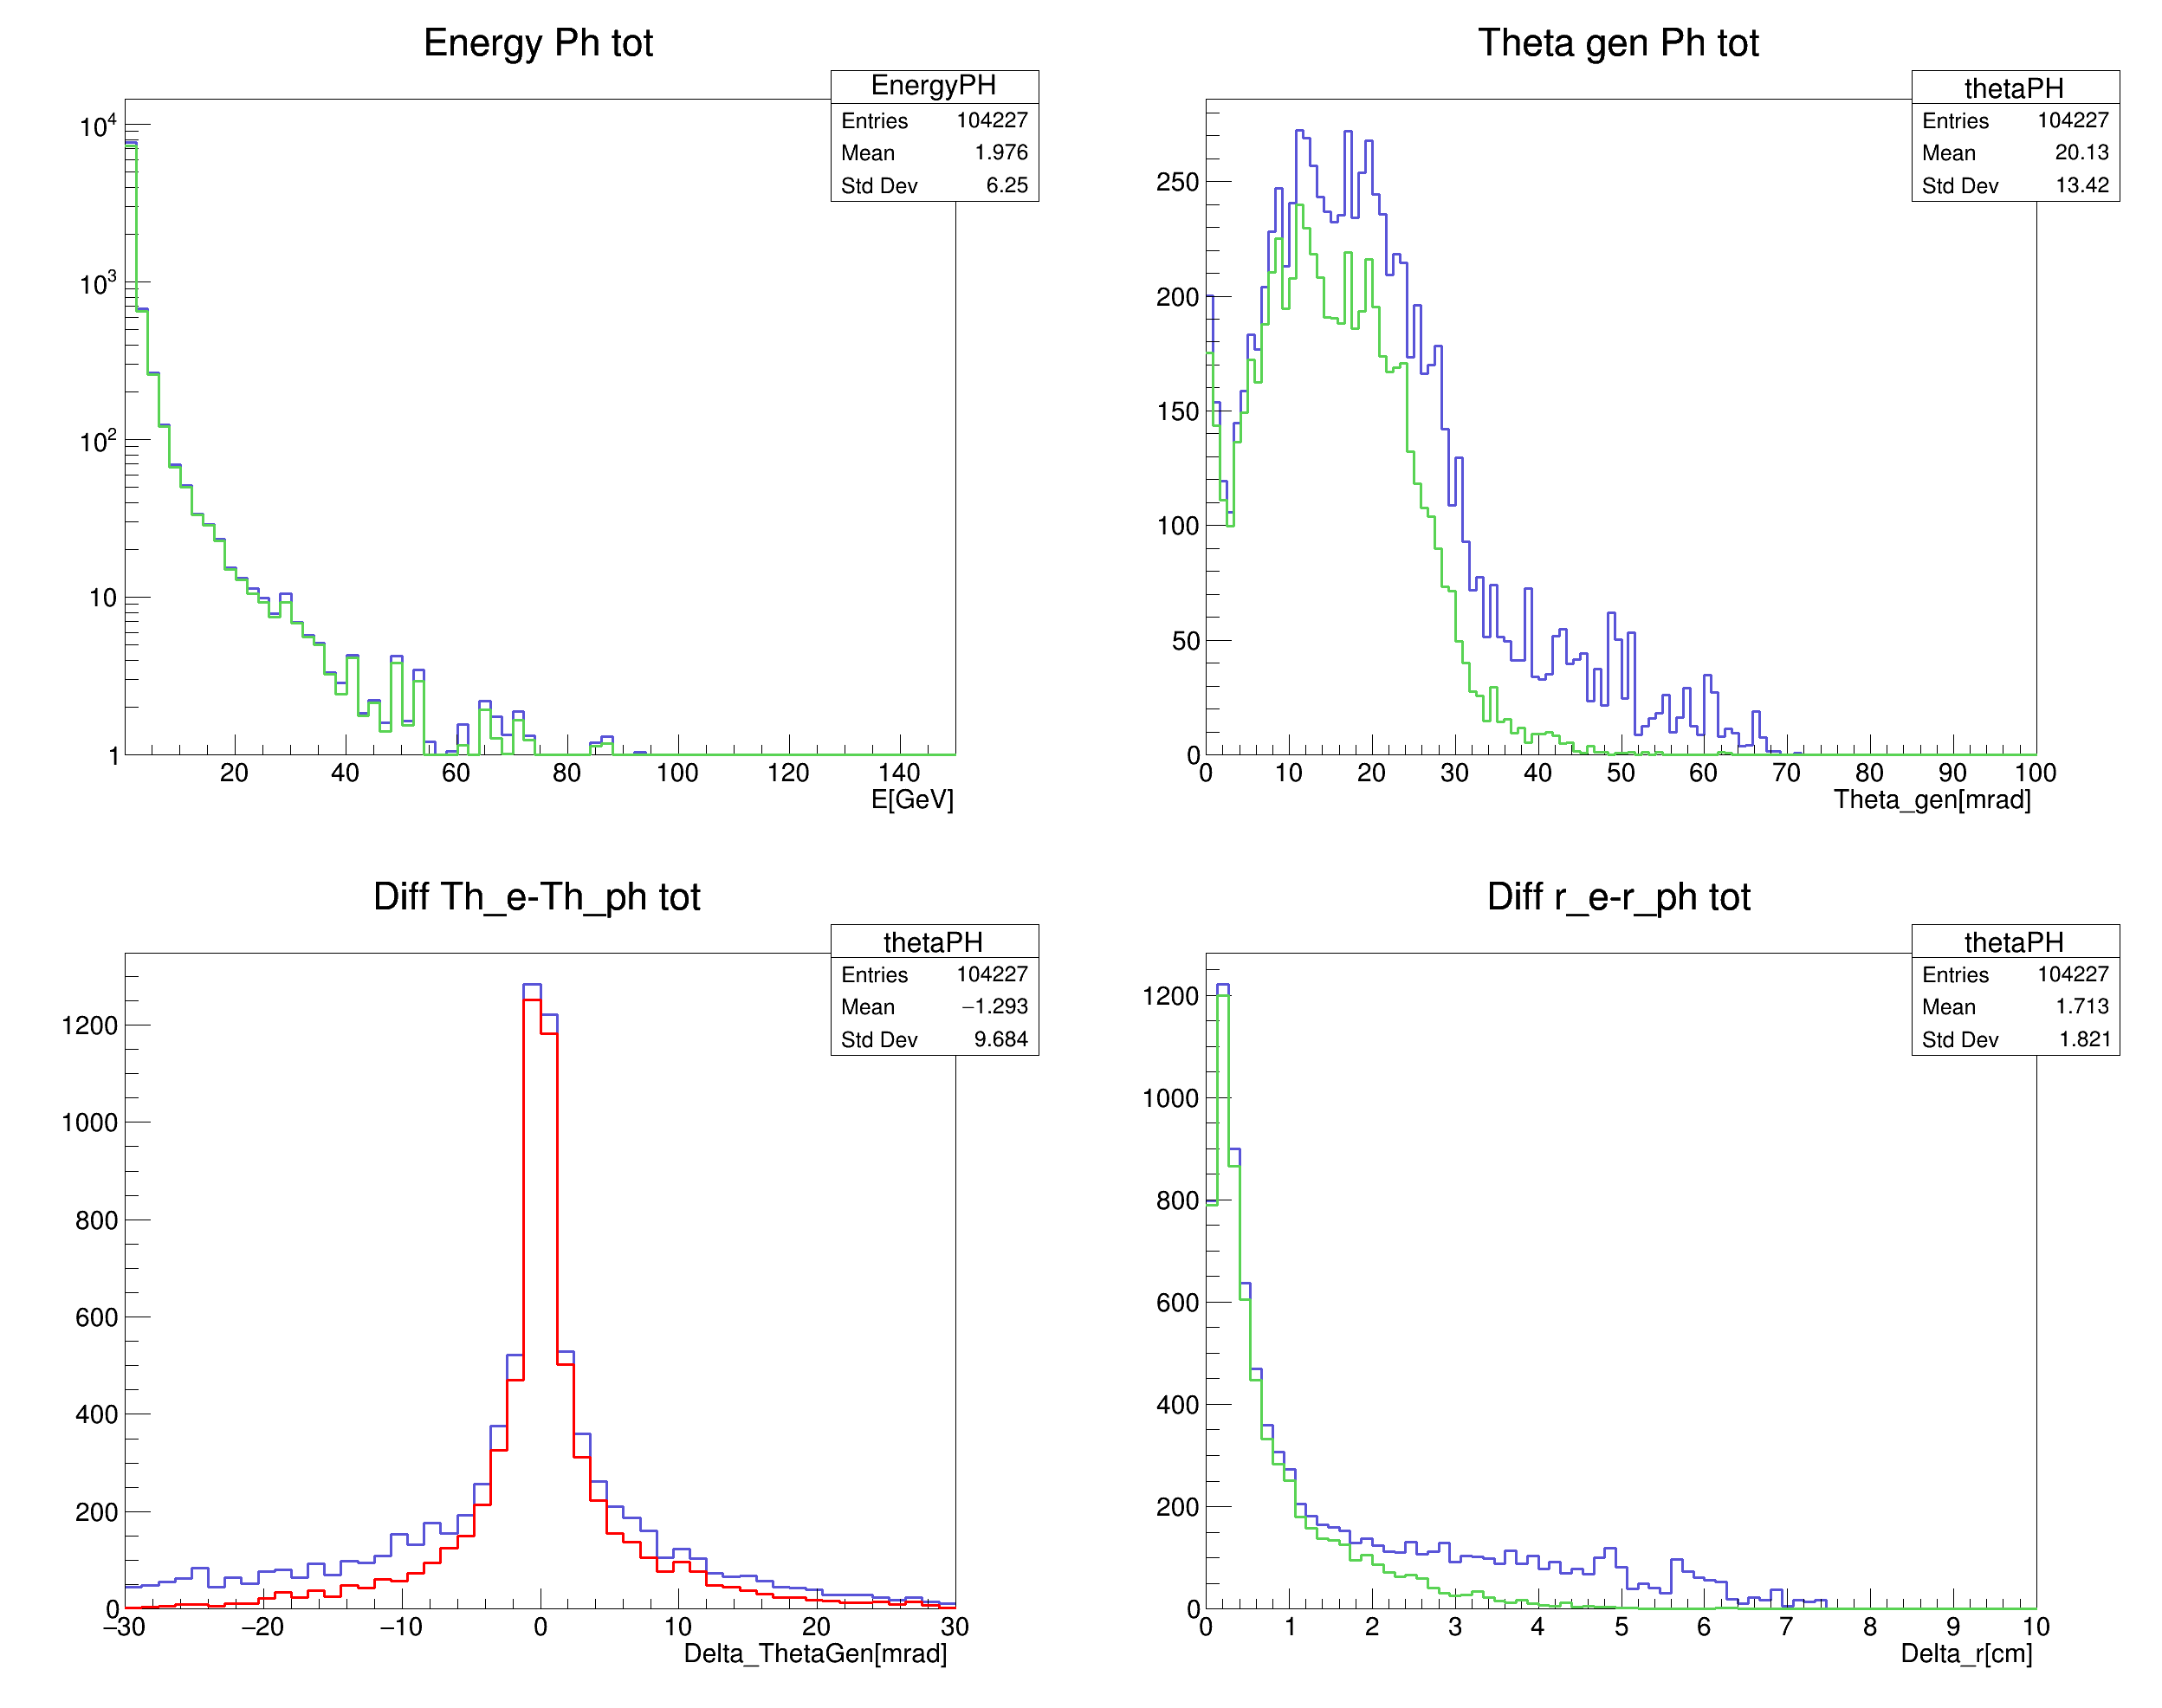 Energy Ph tot
EnergyPH
Entries 104227
Mean 1.976
Std Dev 6.25
10^4
10^3
10^2
10
1
20 40 60 80 100 120 140
E[GeV]
Theta gen Ph tot
thetaPH
Entries 104227
Mean 20.13
Std Dev 13.42
250
200
150
100
50
0
0 10 20 30 40 50 60 70 80 90 100
Theta_gen[mrad]
Diff Th_e-Th_ph tot
thetaPH
Entries 104227
Mean −1.293
Std Dev 9.684
1200
1000
800
600
400
200
0
−30 −20 −10 0 10 20 30
Delta_ThetaGen[mrad]
Diff r_e-r_ph tot
thetaPH
Entries 104227
Mean 1.713
Std Dev 1.821
1200
1000
800
600
400
200
0
0 1 2 3 4 5 6 7 8 9 10
Delta_r[cm]